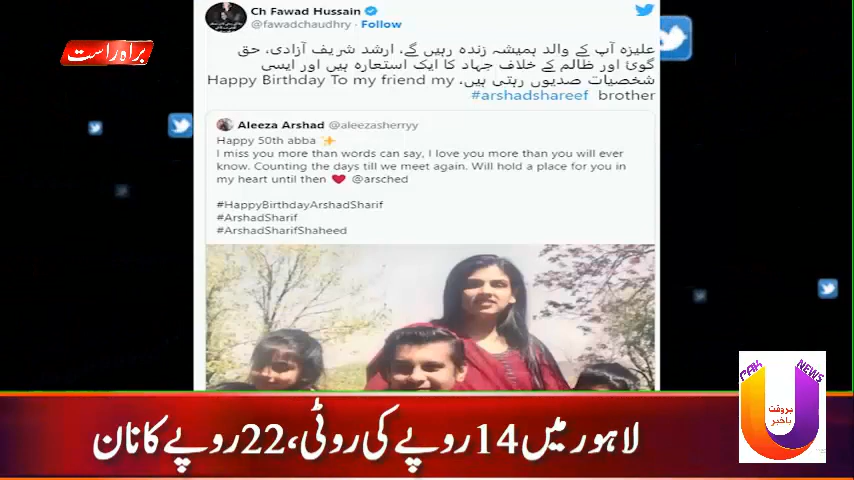 براہ راست
Ch Fawad Hussain
@fawadchaudhry · Follow
علیزہ آپ کے والد ہمیشہ زندہ رہیں گے، ارشد شریف آزادی، حق
گوئ اور ظالم کے خلاف جہاد کا ایک استعارہ ہیں اور ایسی
شخصیات صدیوں رہتی ہیں، Happy Birthday To my friend my
#arshadshareef brother
Aleeza Arshad @aleezasherryy
Happy 50th abba ✨
I miss you more than words can say, I love you more than you will ever
know. Counting the days till we meet again. Will hold a place for you in
my heart until then ❤ @arsched
#HappyBirthdayArshadSharif
#ArshadSharif
#ArshadSharifShaheed
PAK U NEWS
بروقت
باخبر
لاہور میں 14 روپے کی روٹی، 22 روپے کا نان